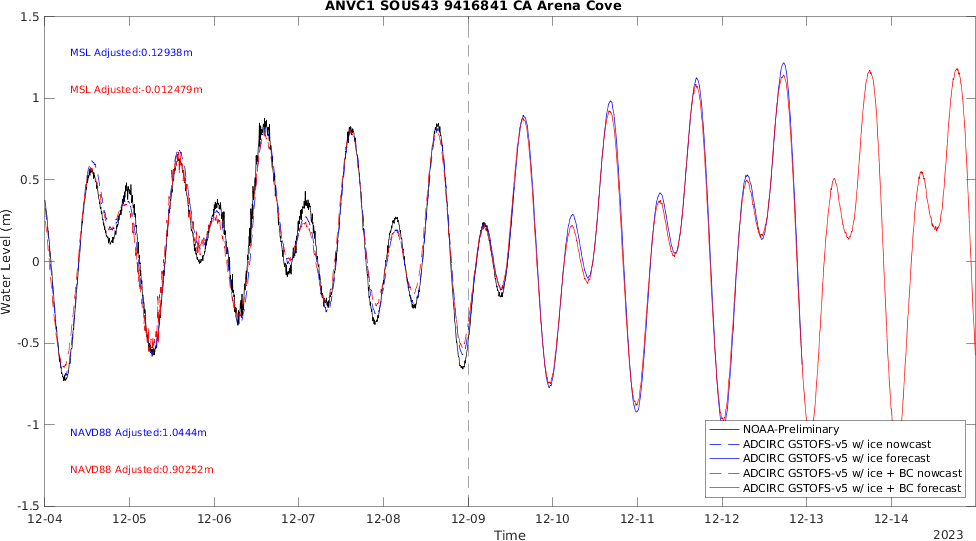 ANVC1 SOUS43 9416841 CA Arena Cove
1.5
1
0.5
0
-0.5
-1
-1.5
Water Level (m)
MSL Adjusted:0.12938m
MSL Adjusted:-0.012479m
NAVD88 Adjusted:1.0444m
NAVD88 Adjusted:0.90252m
NOAA-Preliminary
ADCIRC GSTOFS-v5 w/ ice nowcast
ADCIRC GSTOFS-v5 w/ ice forecast
ADCIRC GSTOFS-v5 w/ ice + BC nowcast
ADCIRC GSTOFS-v5 w/ ice + BC forecast
12-04 12-05 12-06 12-07 12-08 12-09 12-10 12-11 12-12 12-13 12-14
Time
2023